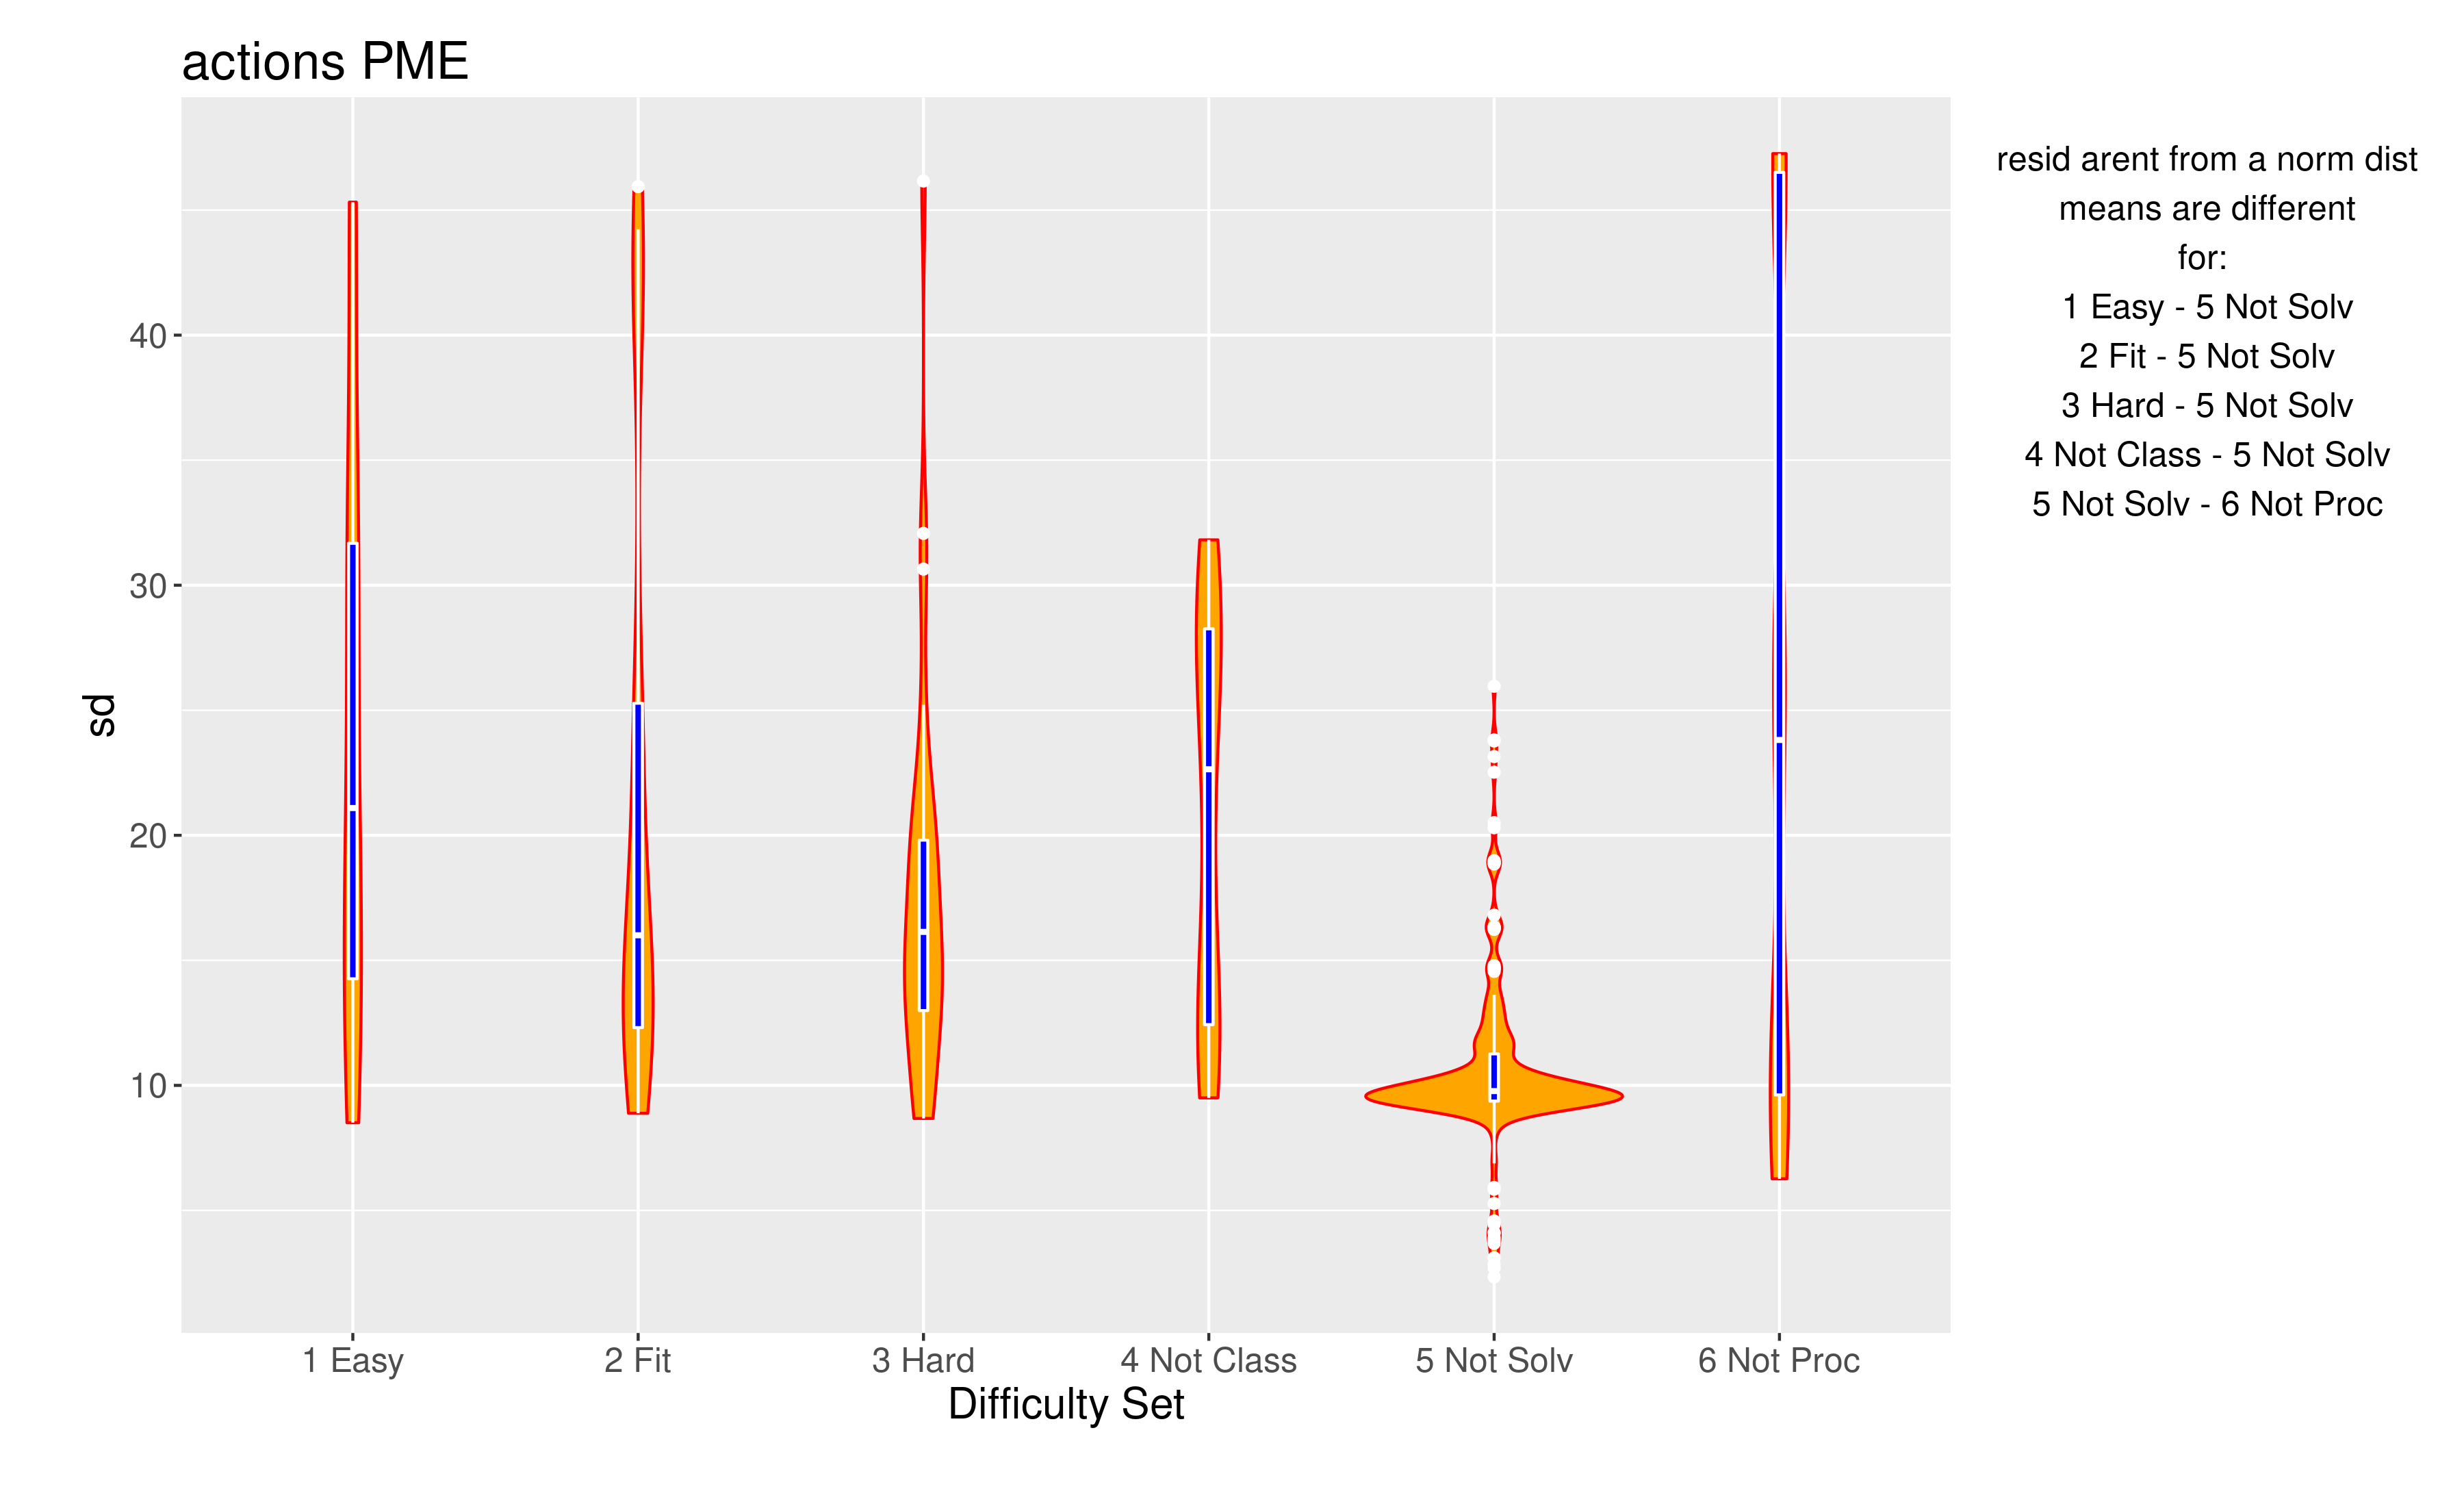 actions PME
resid arent from a norm dist
means are different
for:
1 Easy - 5 Not Solv
2 Fit - 5 Not Solv
3 Hard - 5 Not Solv
4 Not Class - 5 Not Solv
5 Not Solv - 6 Not Proc
sd
40
30
20
10
1 Easy
2 Fit
3 Hard
4 Not Class
5 Not Solv
6 Not Proc
Difficulty Set